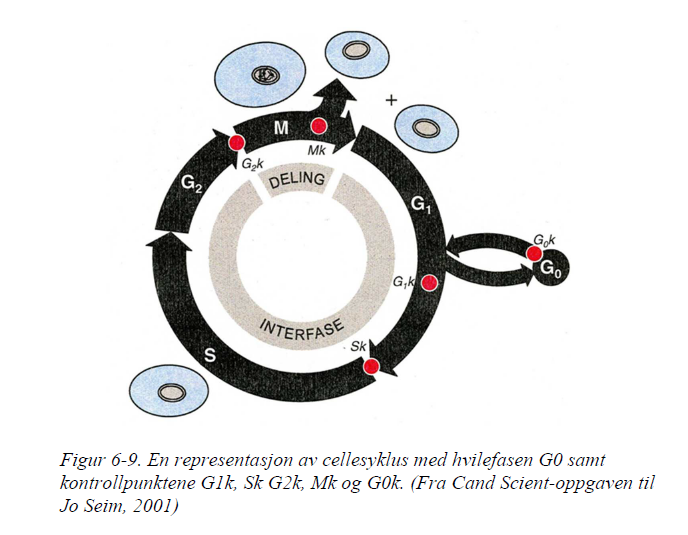 M
+
Mk
G₂k
G₂
DELING
G₁
G₀k
G₀
G₁k
INTERFASE
Sk
S
Figur 6-9. En representasjon av cellesyklus med hvilefasen G0 samt
kontrollpunktene G1k, Sk G2k, Mk og G0k. (Fra Cand Scient-oppgaven til
Jo Seim, 2001)